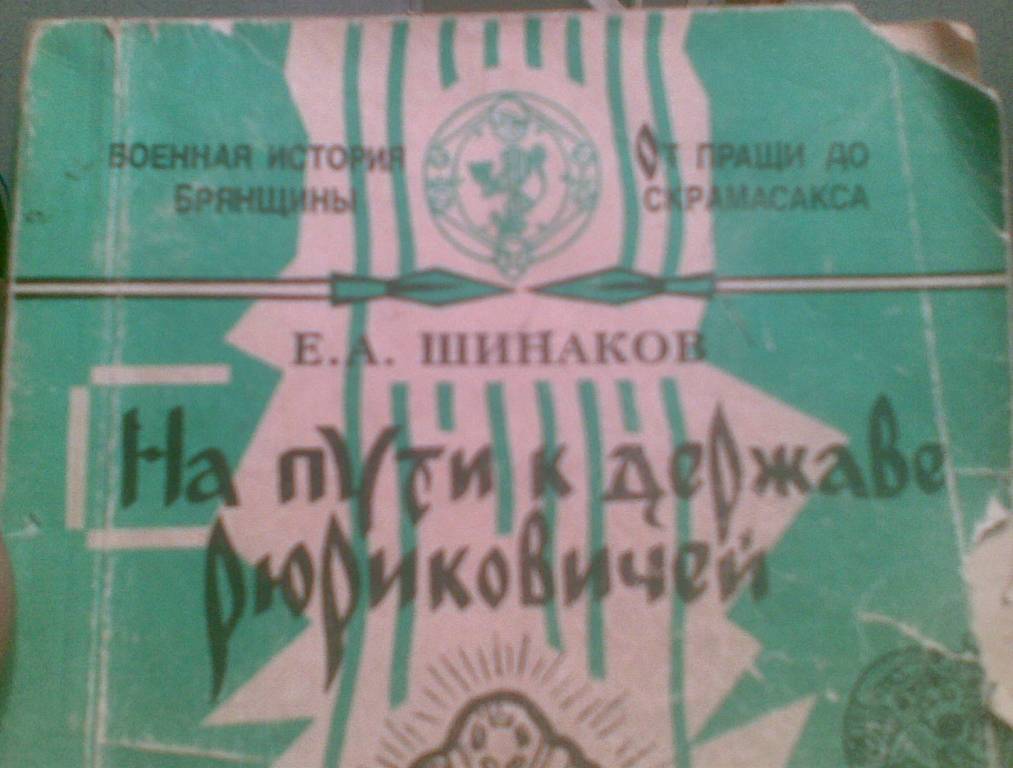 ВОЕННАЯ ИСТОРИЯ
БРЯНЩИНЫ
ОТ ПРАЩИ ДО
СКРАМАСАКСА
Е.А. ШИНАКОВ
На пути к державе
Рюриковичей